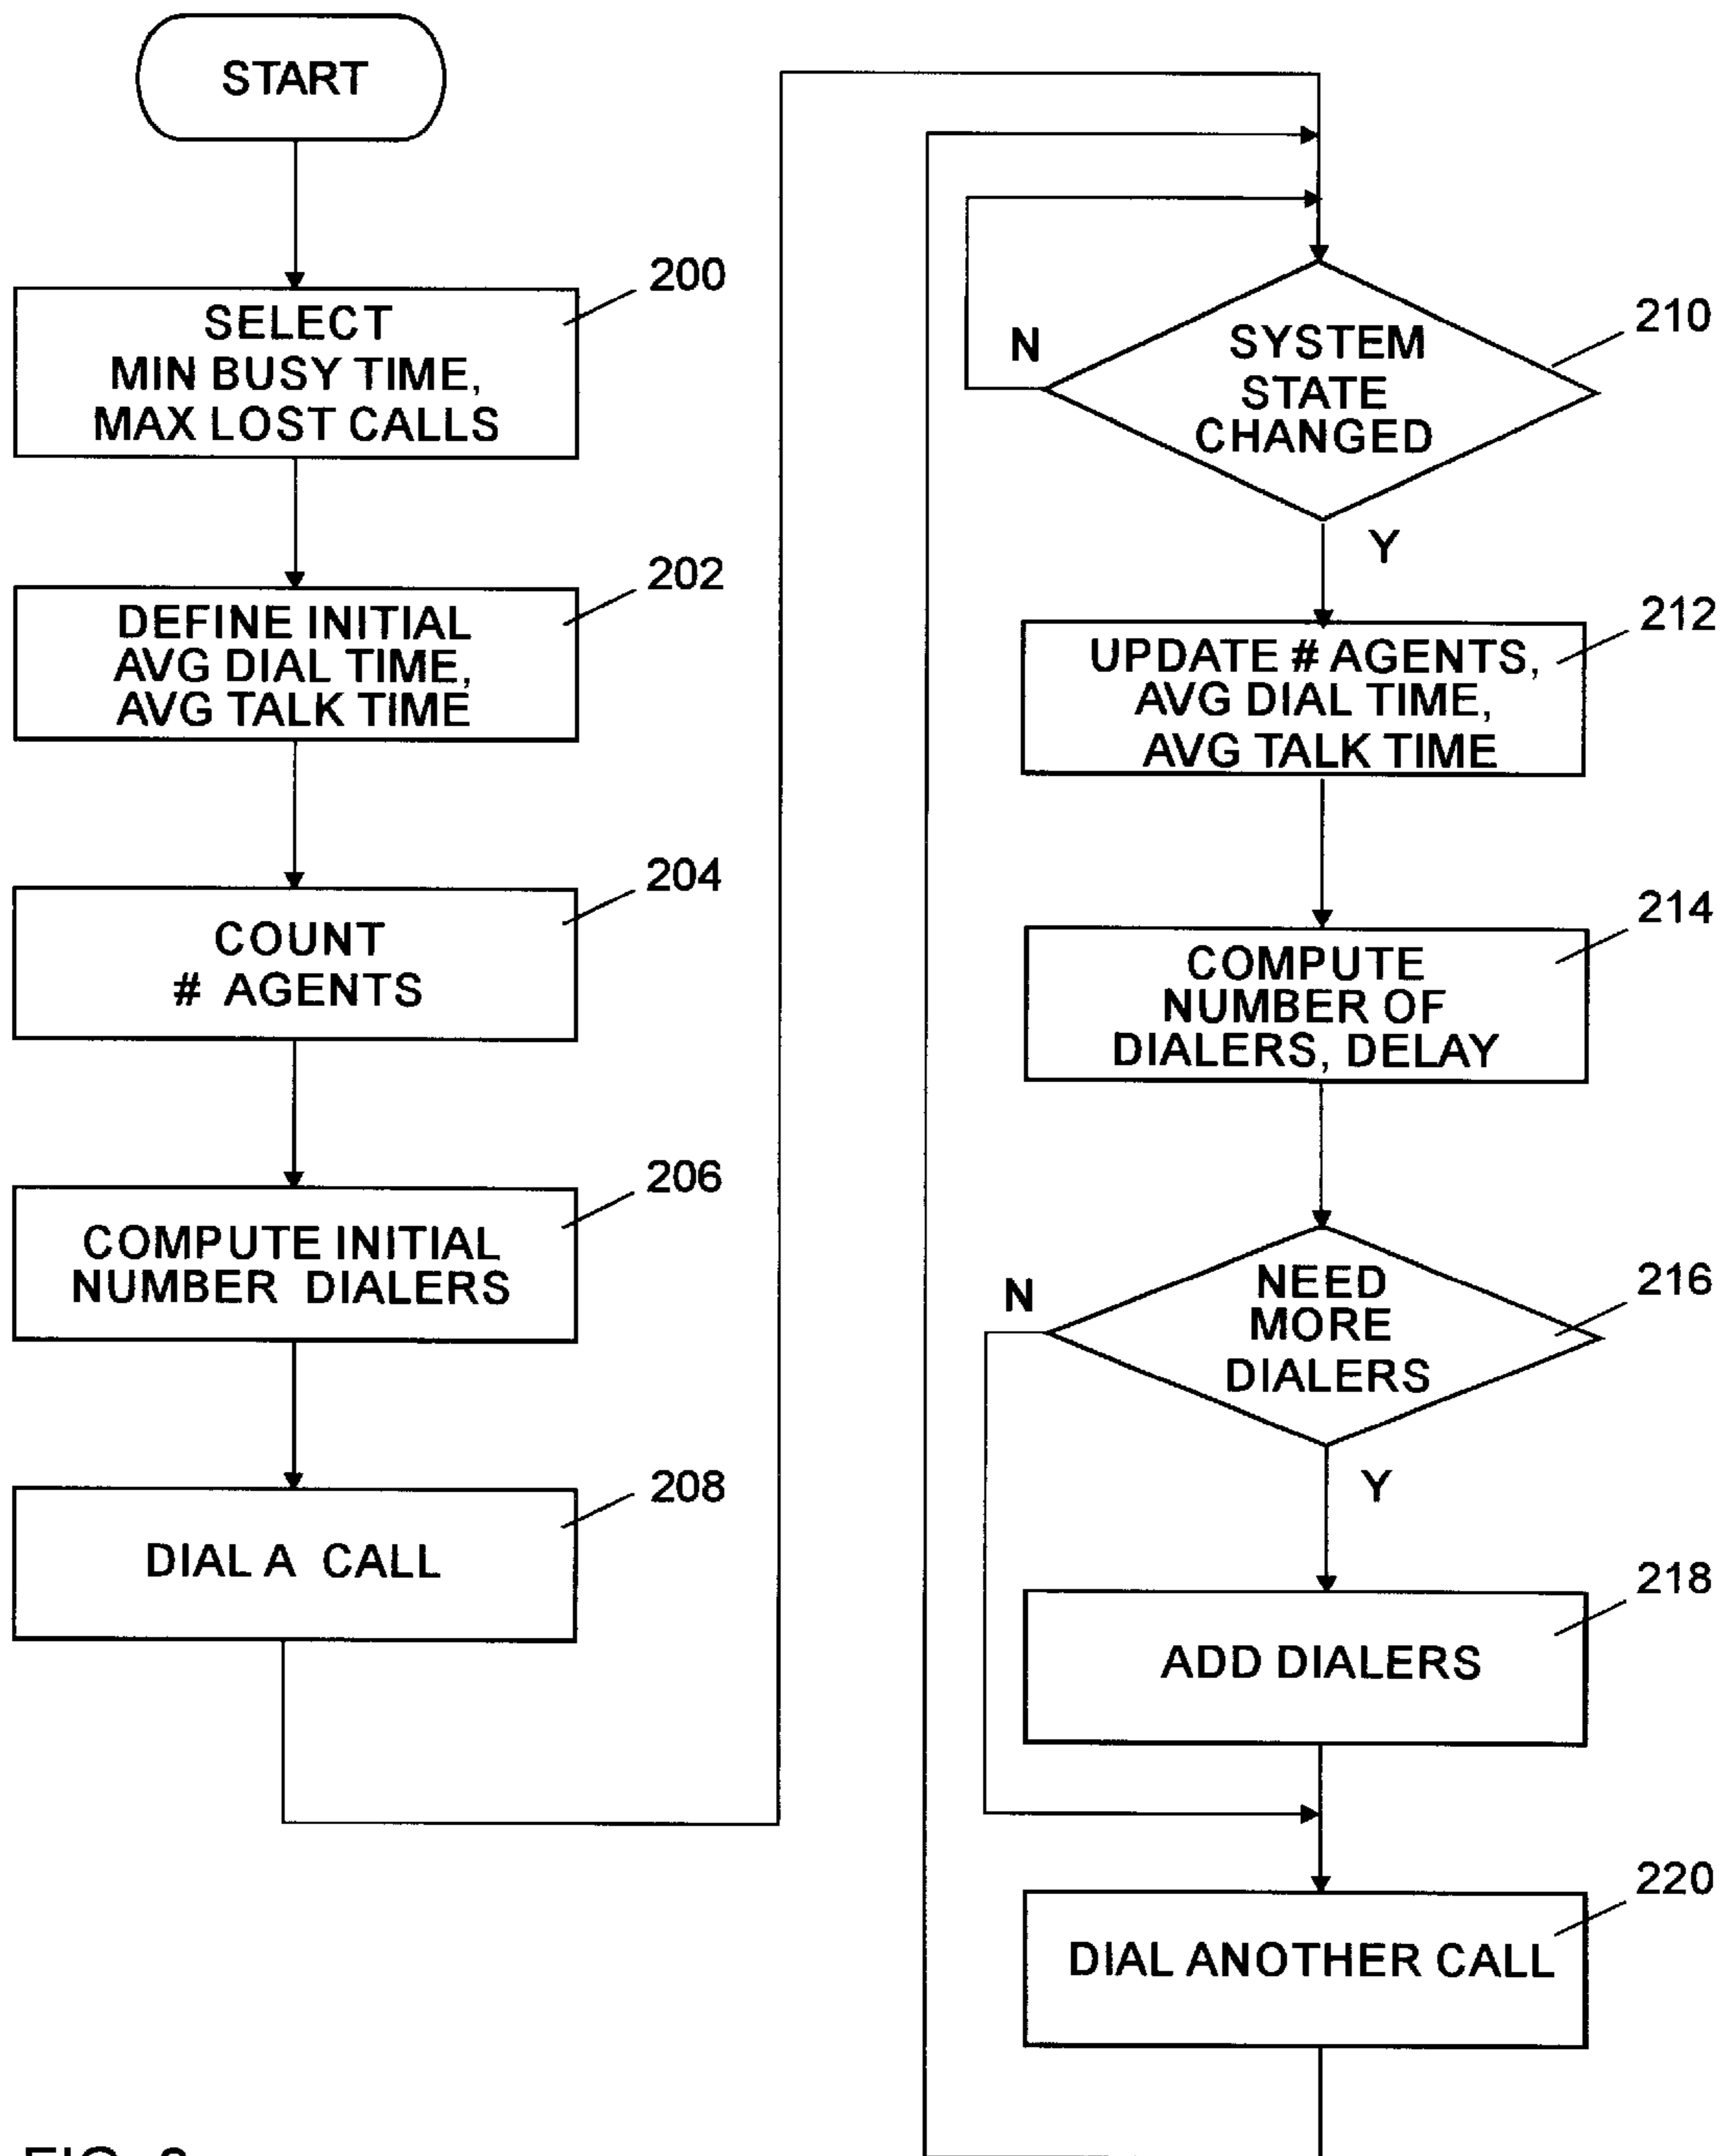 START
200
SELECT
MIN BUSY TIME,
MAX LOST CALLS
202
DEFINE INITIAL
AVG DIAL TIME,
AVG TALK TIME
204
COUNT
# AGENTS
206
COMPUTE INITIAL
NUMBER DIALERS
208
DIAL A CALL
210
N
SYSTEM
STATE
CHANGED
Y
212
UPDATE # AGENTS,
AVG DIAL TIME,
AVG TALK TIME
214
COMPUTE
NUMBER OF
DIALERS, DELAY
216
N
NEED
MORE
DIALERS
Y
218
ADD DIALERS
220
DIAL ANOTHER CALL